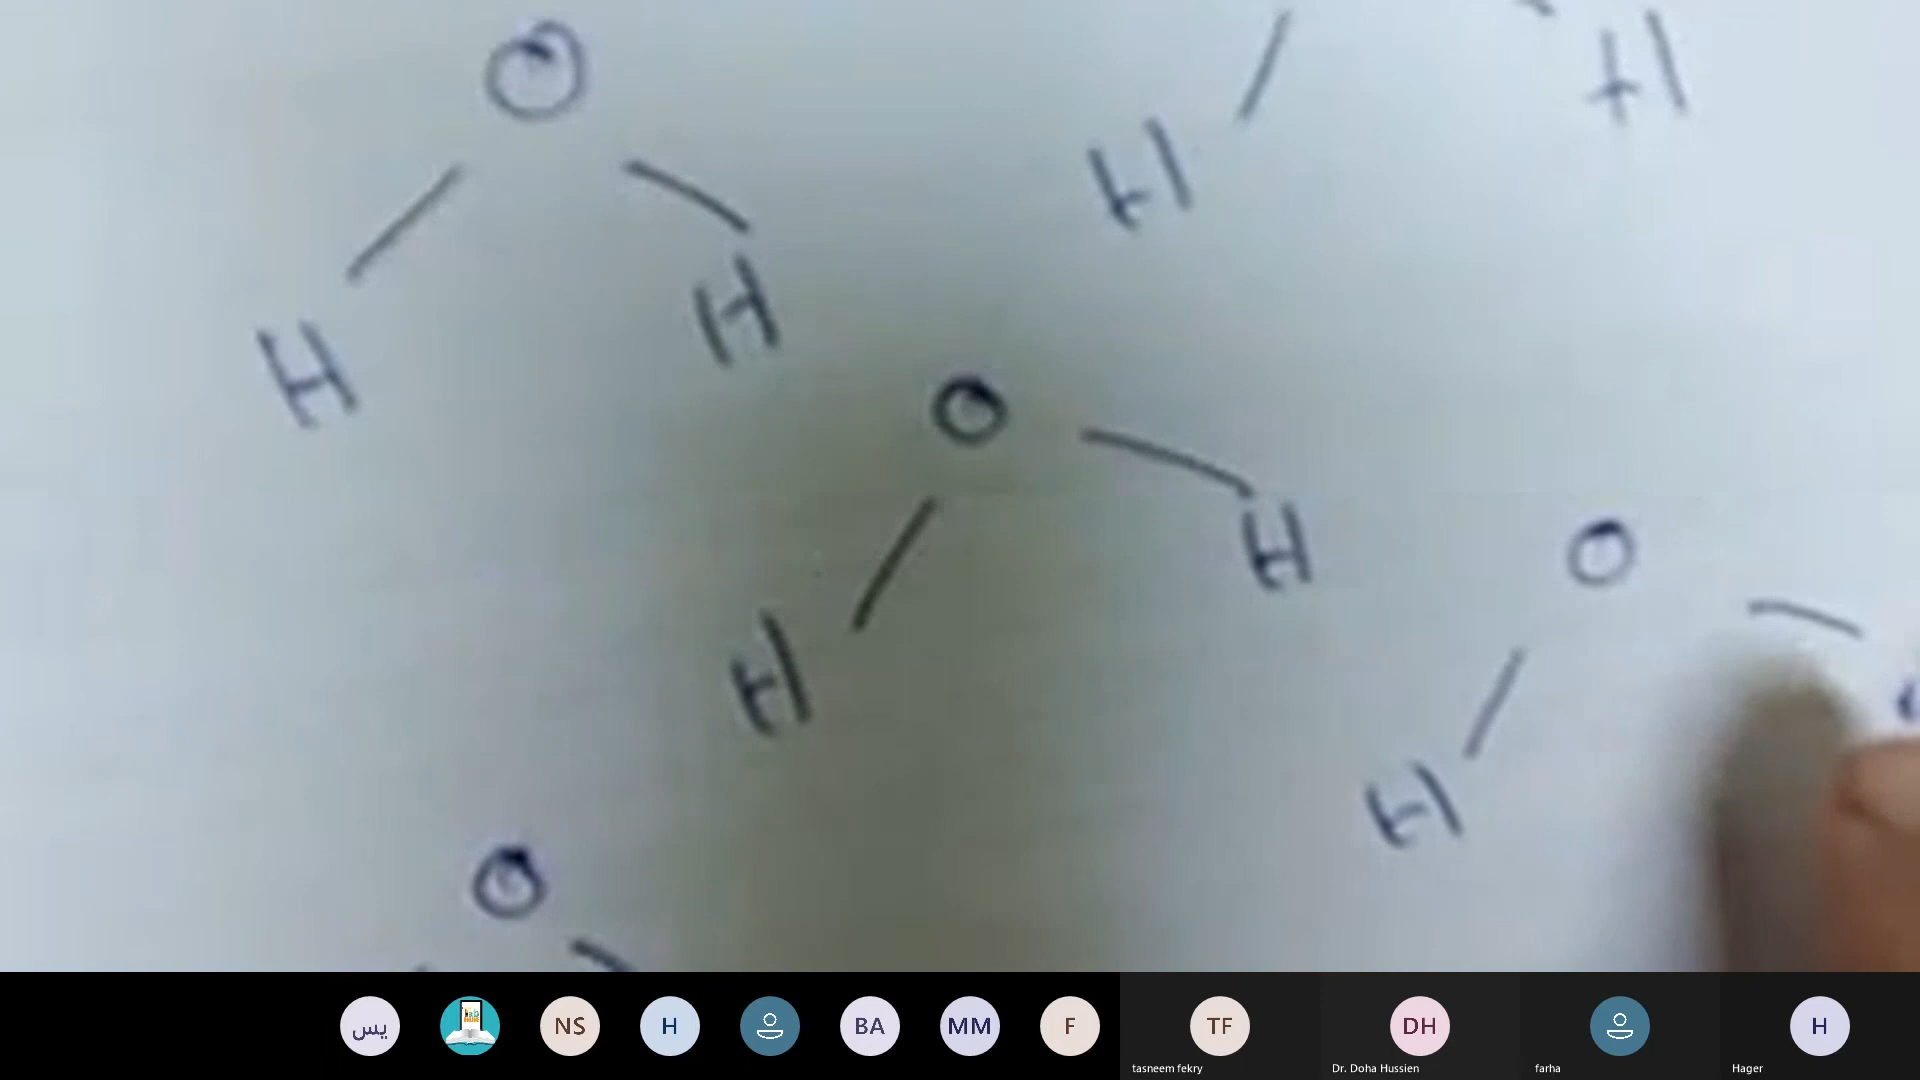 O
H
H
H
H
O
H
H
O
H
O
يس
NS
H
BA
MM
F
TF
DH
H
tasneem fekry
Dr. Doha Hussien
farha
Hager